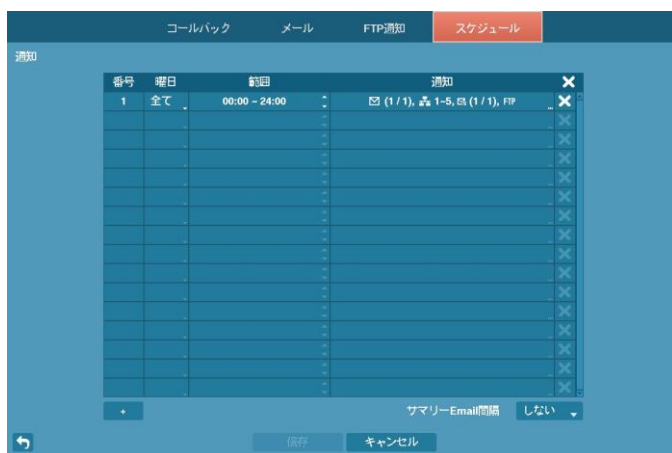 コールバック メール FTP通知 スケジュール
通知
番号 曜日 範囲 通知
1 全て 00:00 ~ 24:00 (1 / 1), 1~5, (1 / 1), FTP
+ サマリーEmail間隔 しない
保存 キャンセル